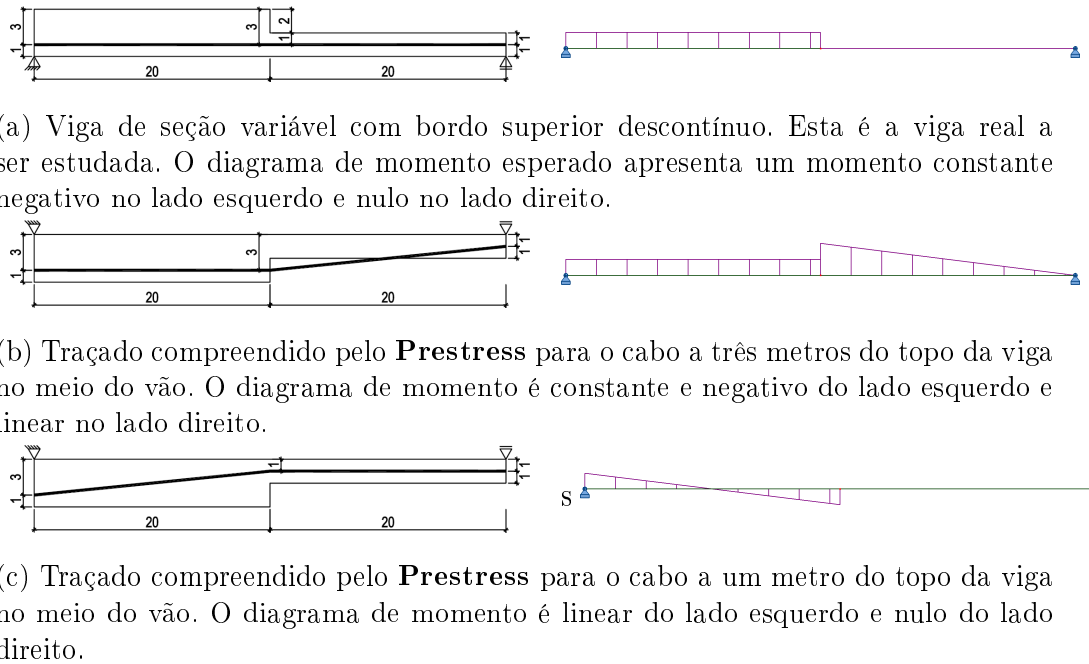 3 1 3 2 1 1 1
20 20
(a) Viga de seção variável com bordo superior descontínuo. Esta é a viga real a
ser estudada. O diagrama de momento esperado apresenta um momento constante
negativo no lado esquerdo e nulo no lado direito.
3 1 3 1 1
20 20
(b) Traçado compreendido pelo Prestress para o cabo a três metros do topo da viga
no meio do vão. O diagrama de momento é constante e negativo do lado esquerdo e
linear no lado direito.
3 1 1 1 1
20 20
s
(c) Traçado compreendido pelo Prestress para o cabo a um metro do topo da viga
no meio do vão. O diagrama de momento é linear do lado esquerdo e nulo do lado
direito.